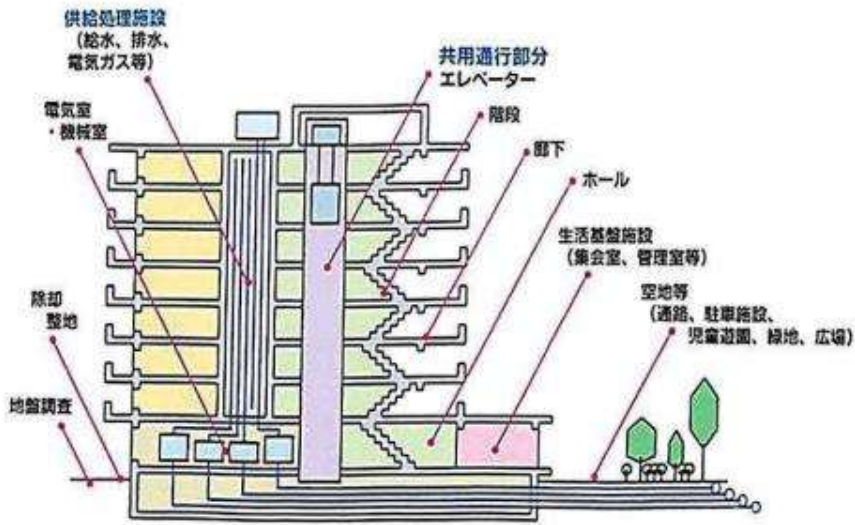 供給処理施設
（給水、排水、
電気ガス等）
共用通行部分
エレベーター
電気室
・機械室
階段
廊下
ホール
生活基盤施設
（集会室、管理室等）
空地等
（通路、駐車施設、
児童遊園、緑地、広場）
除却
整地
地盤調査